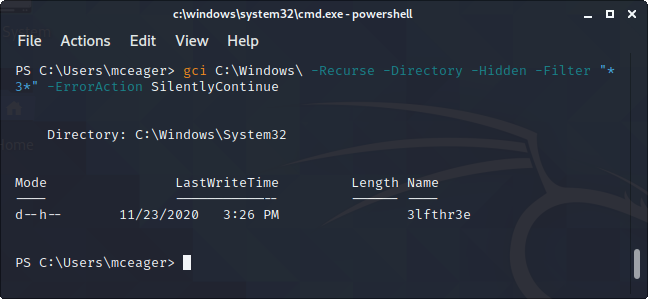 c:\windows\system32\cmd.exe - powershell
File Actions Edit View Help
PS C:\Users\mceager> gci C:\Windows\ -Recurse -Directory -Hidden -Filter "*
3*" -ErrorAction SilentlyContinue
Directory: C:\Windows\System32
Mode LastWriteTime Length Name
---- ------------- ------ ----
d--h-- 11/23/2020 3:26 PM 3lfthr3e
PS C:\Users\mceager>